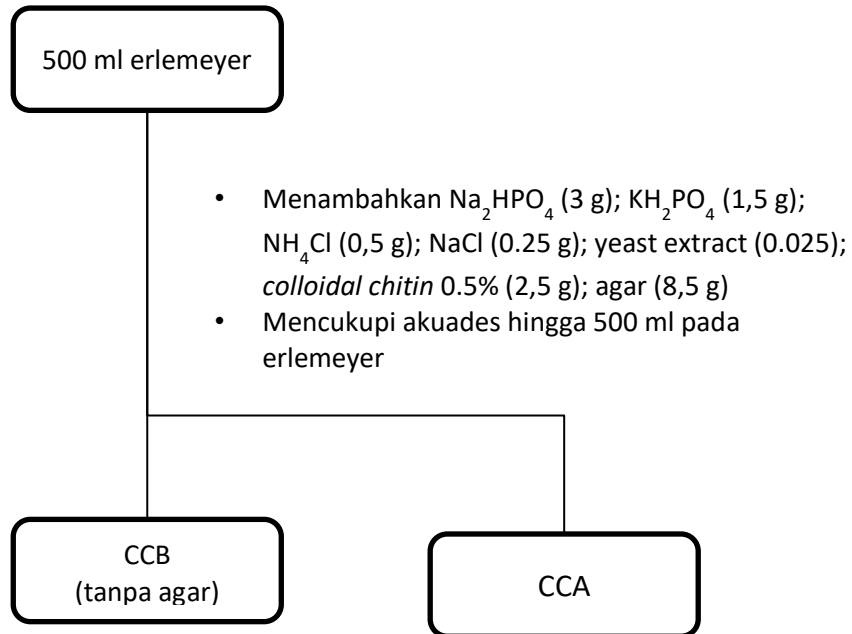 500 ml erlemeyer
• Menambahkan Na₂HPO₄ (3 g); KH₂PO₄ (1,5 g);
NH₄Cl (0,5 g); NaCl (0.25 g); yeast extract (0.025);
colloidal chitin 0.5% (2,5 g); agar (8,5 g)
• Mencukupi akuades hingga 500 ml pada
erlemeyer
CCB
(tanpa agar)
CCA